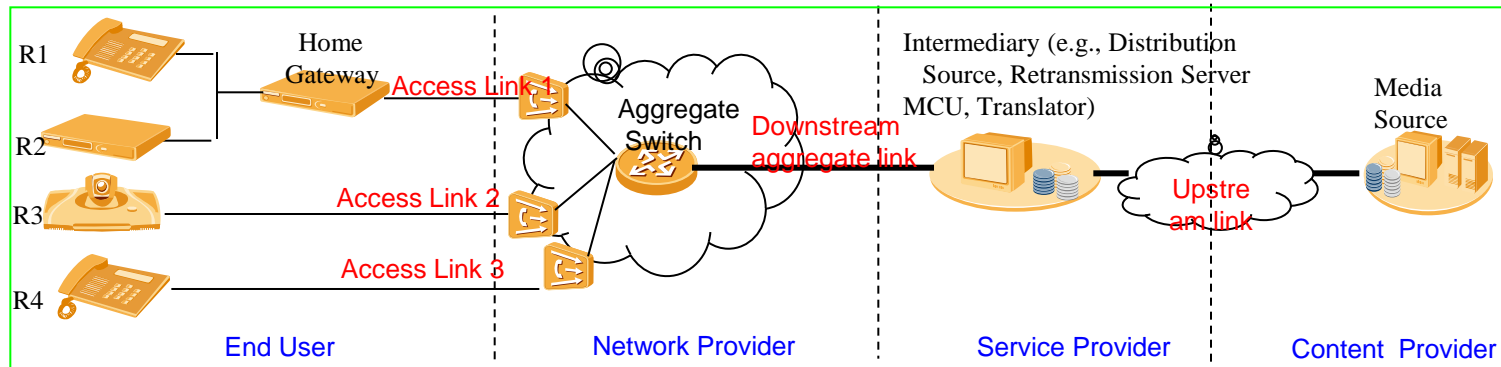 R1
Home
Gateway
Access Link 1
R2
R3
Access Link 2
R4
Access Link 3
End User
Aggregate
Switch
Downstream
aggregate link
Network Provider
Intermediary (e.g., Distribution
Source, Retransmission Server
MCU, Translator)
Service Provider
Upstre
am link
Media
Source
Content Provider